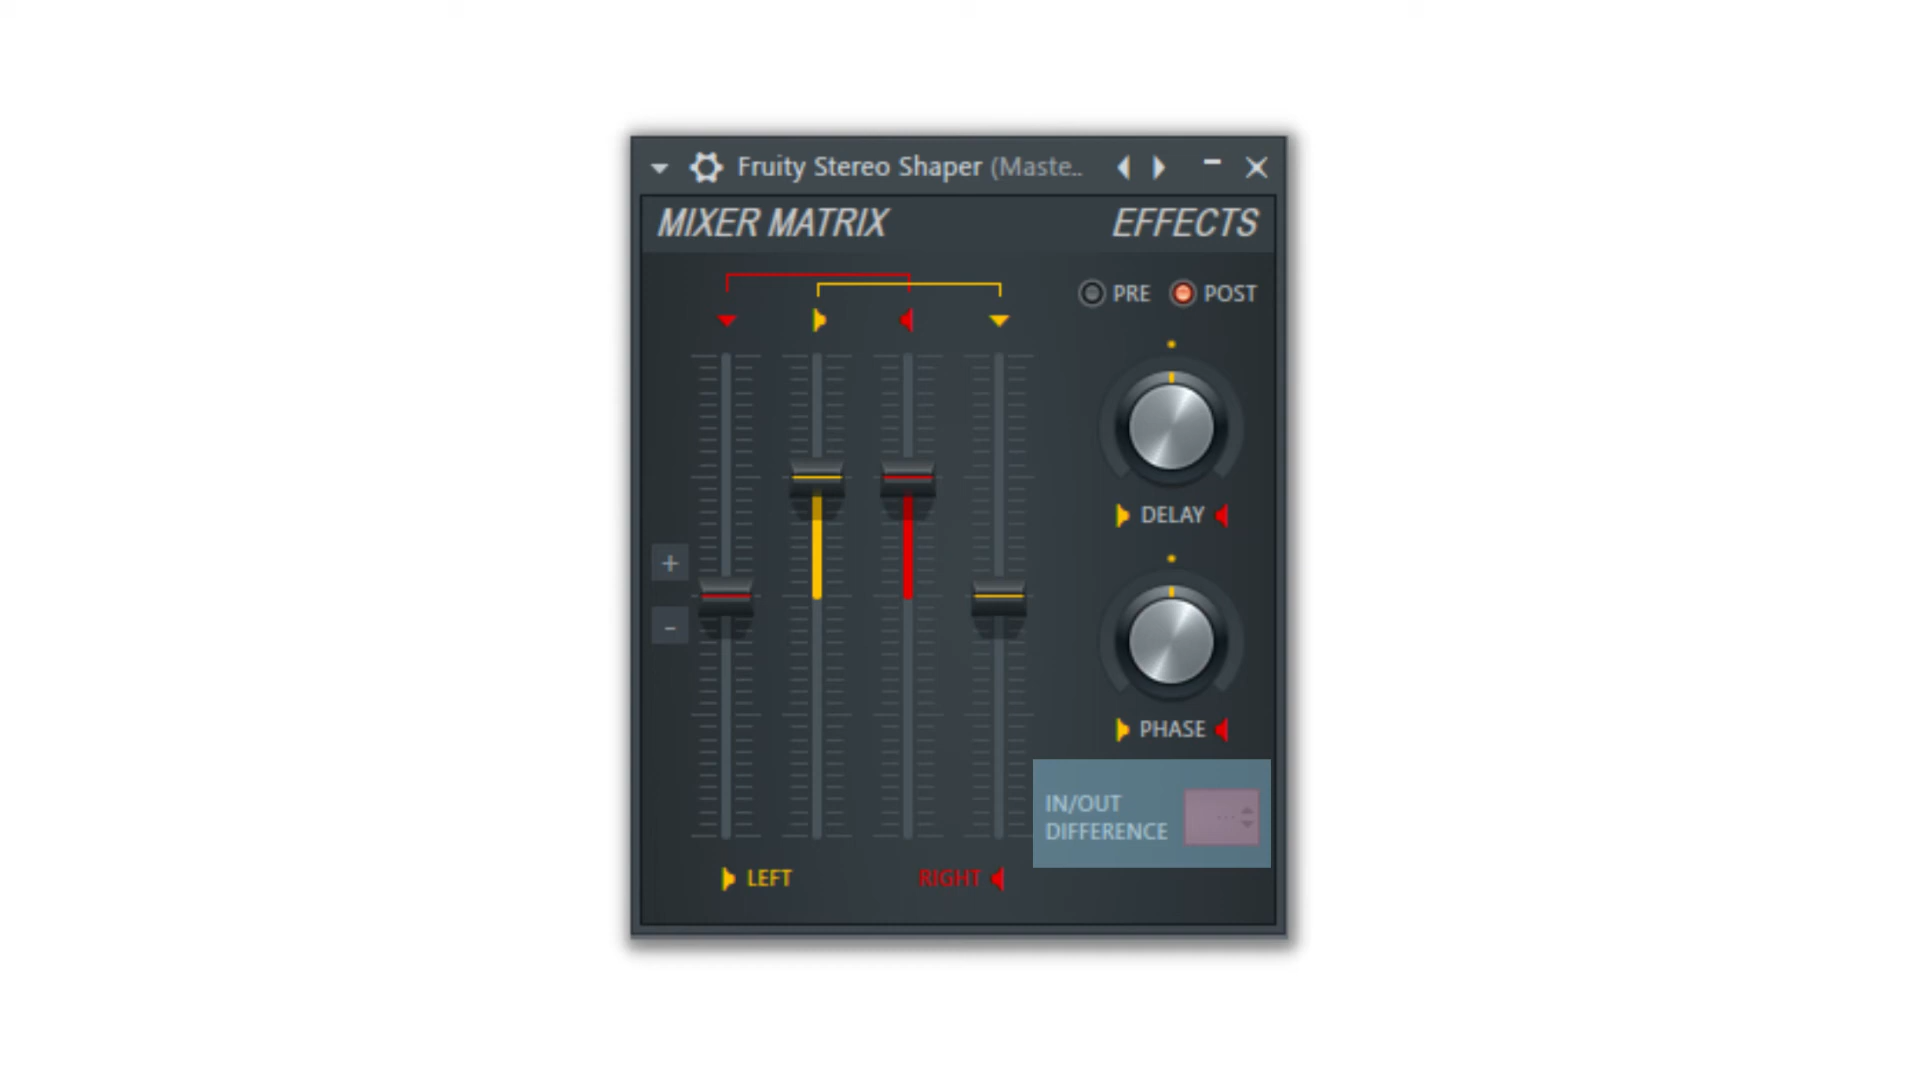 Fruity Stereo Shaper (Maste..
MIXER MATRIX
EFFECTS
PRE
POST
DELAY
+
-
PHASE
IN/OUT
DIFFERENCE
...
LEFT
RIGHT